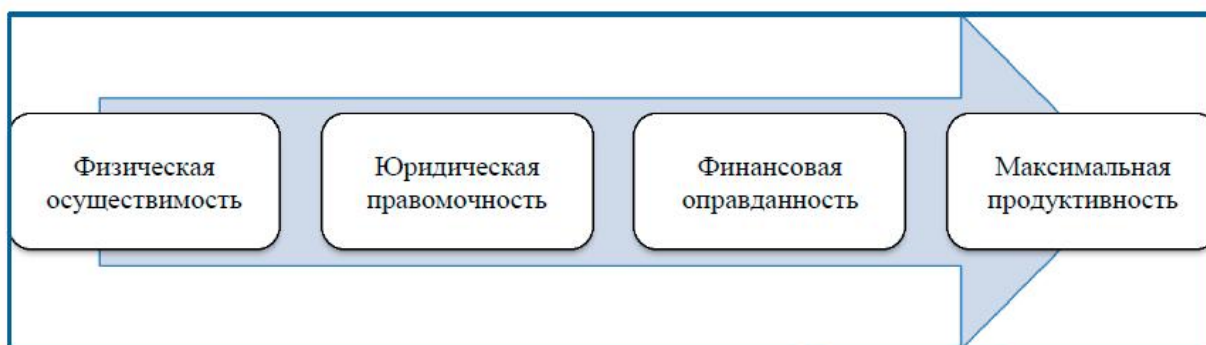 Физическая
осуществимость
Юридическая
правомочность
Финансовая
оправданность
Максимальная
продуктивность